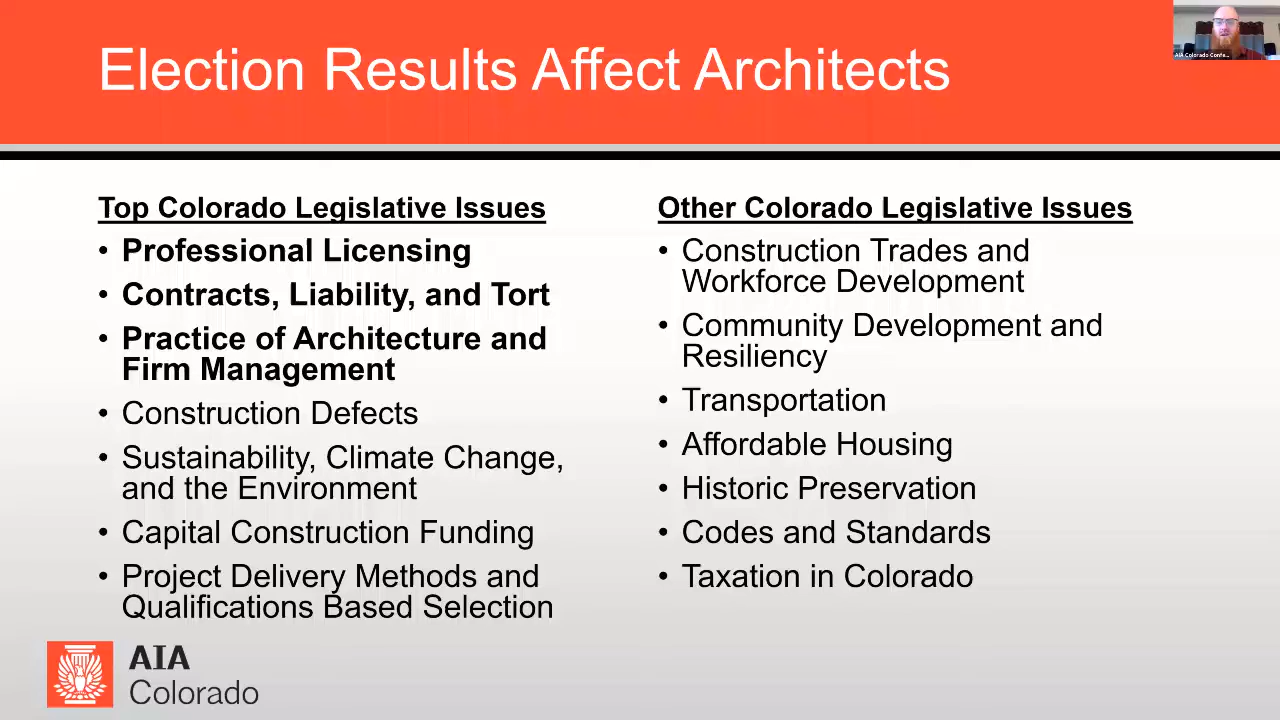 Election Results Affect Architects
AIA Colorado Confe...
Top Colorado Legislative Issues
• Professional Licensing
• Contracts, Liability, and Tort
• Practice of Architecture and
Firm Management
• Construction Defects
• Sustainability, Climate Change,
and the Environment
• Capital Construction Funding
• Project Delivery Methods and
Qualifications Based Selection
Other Colorado Legislative Issues
• Construction Trades and
Workforce Development
• Community Development and
Resiliency
• Transportation
• Affordable Housing
• Historic Preservation
• Codes and Standards
• Taxation in Colorado
AIA
Colorado